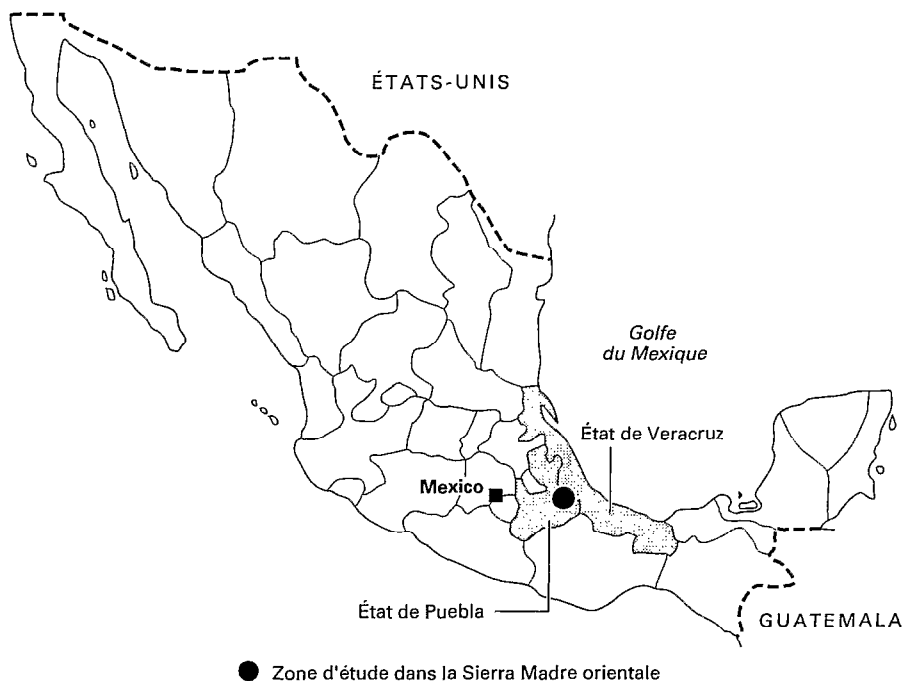 ÉTATS-UNIS
Golfe
du Mexique
État de Veracruz
Mexico
État de Puebla
GUATEMALA
Zone d'étude dans la Sierra Madre orientale